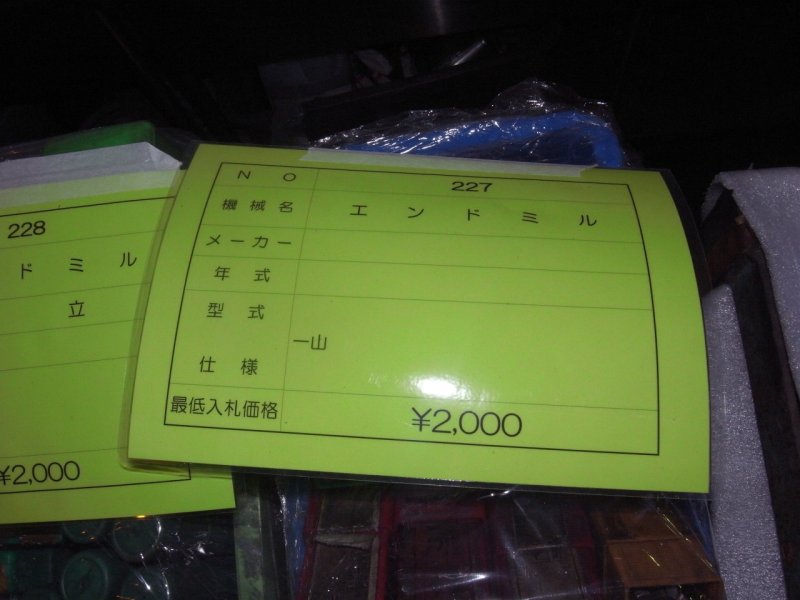 NO 227
機械名 エンドミル
メーカー
年式
型式
一山
仕様
最低入札価格 ¥2,000
228
ドミル
立
¥2,000